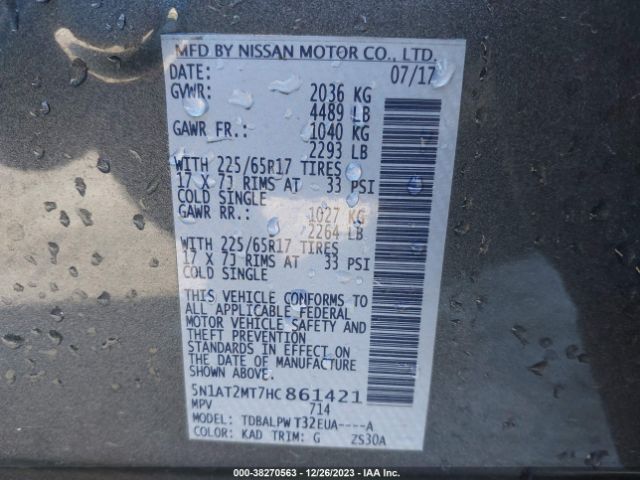 MFD BY NISSAN MOTOR CO., LTD.
DATE: 07/17
GVWR: 2036 KG
4489 LB
GAWR FR.: 1040 KG
2293 LB
WITH 225/65R17 TIRES
17 X 7J RIMS AT 33 PSI
COLD SINGLE
GAWR RR.: 1027 KG
2264 LB
WITH 225/65R17 TIRES
17 X 7J RIMS AT 33 PSI
COLD SINGLE
THIS VEHICLE CONFORMS TO
ALL APPLICABLE FEDERAL
MOTOR VEHICLE SAFETY AND
THEFT PREVENTION
STANDARDS IN EFFECT ON
THE DATE OF MANUFACTURE
SHOWN ABOVE.
5N1AT2MT7HC861421
MPV 714
MODEL: TDBALPW T32EUA----A
COLOR: KAD TRIM: G ZS30A
000-38270563 - 12/26/2023 - IAA Inc.